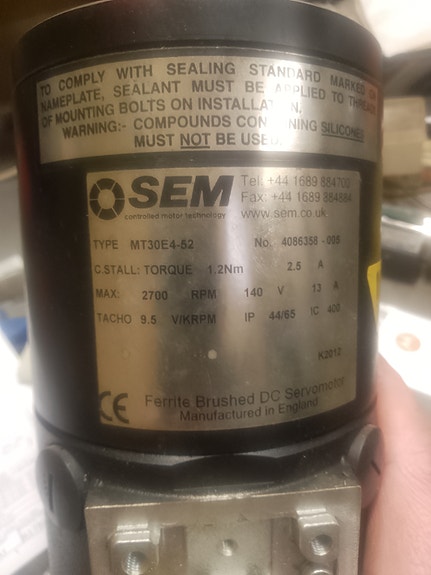 TO COMPLY WITH SEALING STANDARD MARKED ON
NAMEPLATE, SEALANT MUST BE APPLIED TO THREADS
OF MOUNTING BOLTS ON INSTALLATION.
WARNING:- COMPOUNDS CONTAINING SILICONES
MUST NOT BE USED.
SEM
controlled motor technology
Tel: +44 1689 884700
Fax: +44 1689 884884
www.sem.co.uk
TYPE MT30E4-52 No. 4086358 -005
C.STALL: TORQUE 1.2Nm 2.5 A
MAX: 2700 RPM 140 V 13 A
TACHO 9.5 V/KRPM IP 44/65 IC 400
K2012
CE Ferrite Brushed DC Servomotor
Manufactured in England